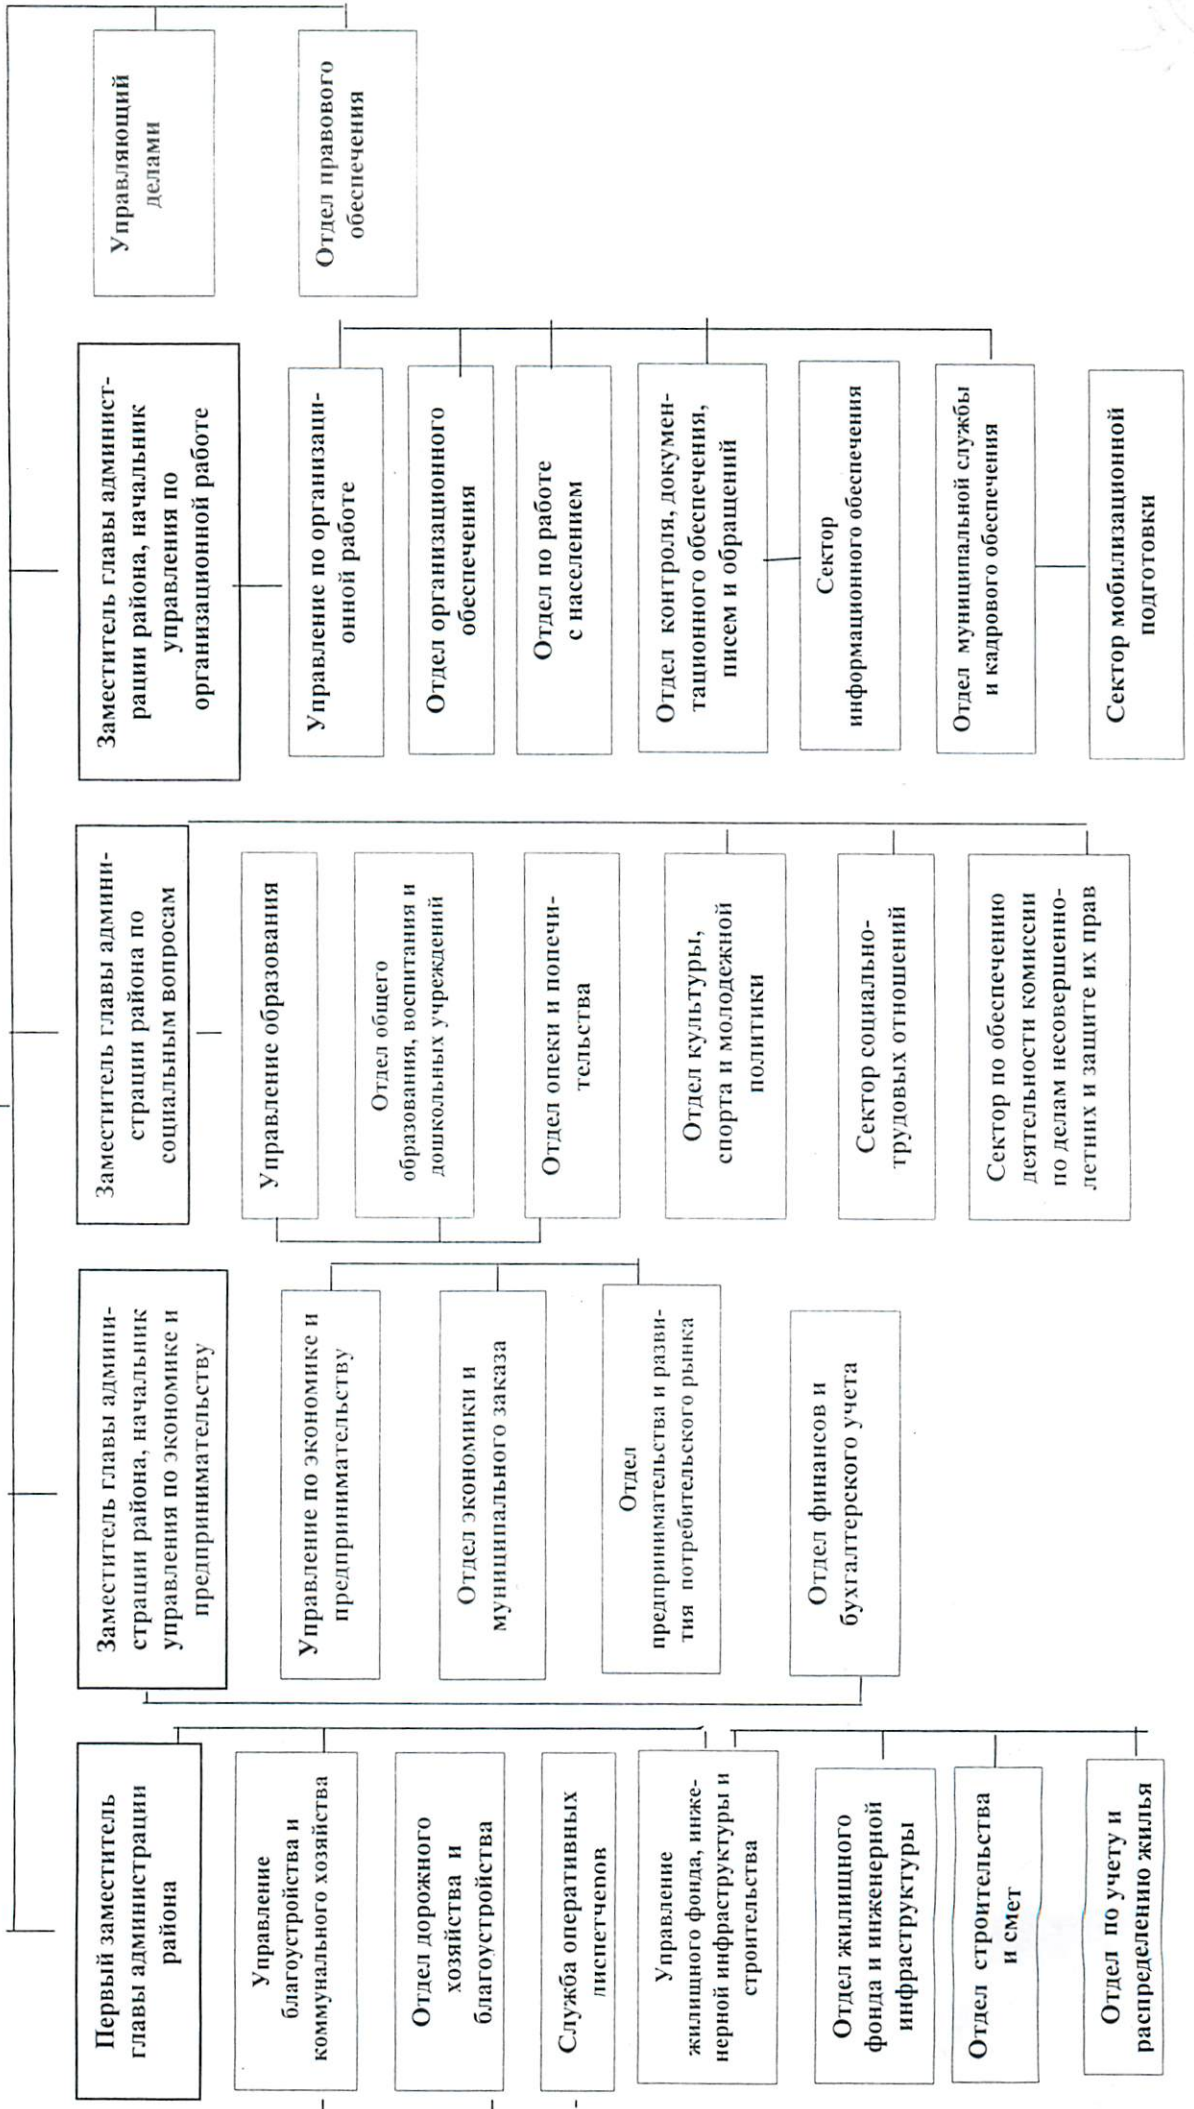 Первый заместитель
главы администрации
района
Управление
благоустройства и
коммунального хозяйства
Отдел дорожного
хозяйства и
благоустройства
Служба оперативных
диспетчеров
Управление
жилищного фонда, инже-
нерной инфраструктуры и
строительства
Отдел жилищного
фонда и инженерной
инфраструктуры
Отдел строительства
и смет
Отдел по учету и
распределению жилья
Заместитель главы админи-
страции района, начальник
управления по экономике и
предпринимательству
Управление по экономике и
предпринимательству
Отдел экономики и
муниципального заказа
Отдел
предпринимательства и разви-
тия потребительского рынка
Отдел финансов и
бухгалтерского учета
Заместитель главы админи-
страции района по
социальным вопросам
Управление образования
Отдел общего
образования, воспитания и
дошкольных учреждений
Отдел опеки и попечи-
тельства
Отдел культуры,
спорта и молодежной
политики
Сектор социально-
трудовых отношений
Сектор по обеспечению
деятельности комиссии
по делам несовершенно-
летних и защите их прав
Заместитель главы админист-
рации района, начальник
управления по
организационной работе
Управление по организаци-
онной работе
Отдел организационного
обеспечения
Отдел по работе
с населением
Отдел контроля, докумен-
тационного обеспечения,
писем и обращений
Сектор
информационного обеспечения
Отдел муниципальной службы
и кадрового обеспечения
Сектор мобилизационной
подготовки
Управляющий
делами
Отдел правового
обеспечения